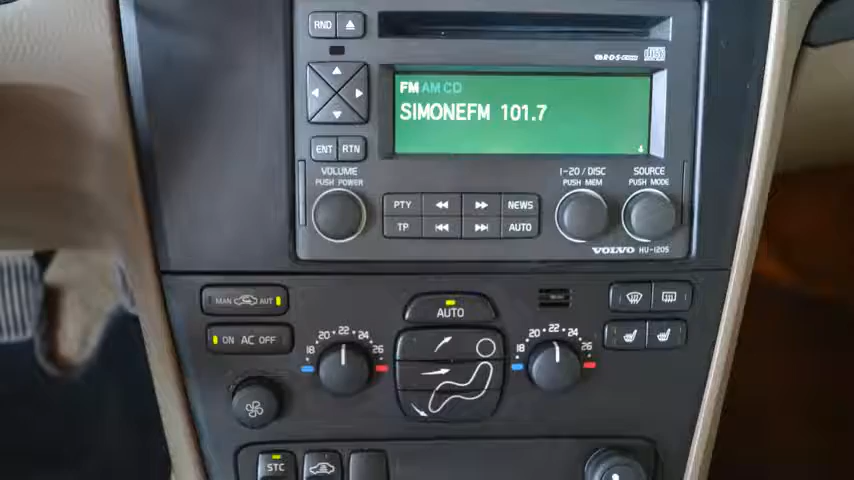 RND
FM AM CD
SIMONEFM 101.7
ENT RTN
VOLUME
PUSH POWER
1-20 / DISC
PUSH MEM
SOURCE
PUSH MODE
PTY NEWS
TP AUTO
VOLVO HU-1205
MAN AUT
AUTO
ON AC OFF
18 20 22 24 26
18 20 22 24 26
STC